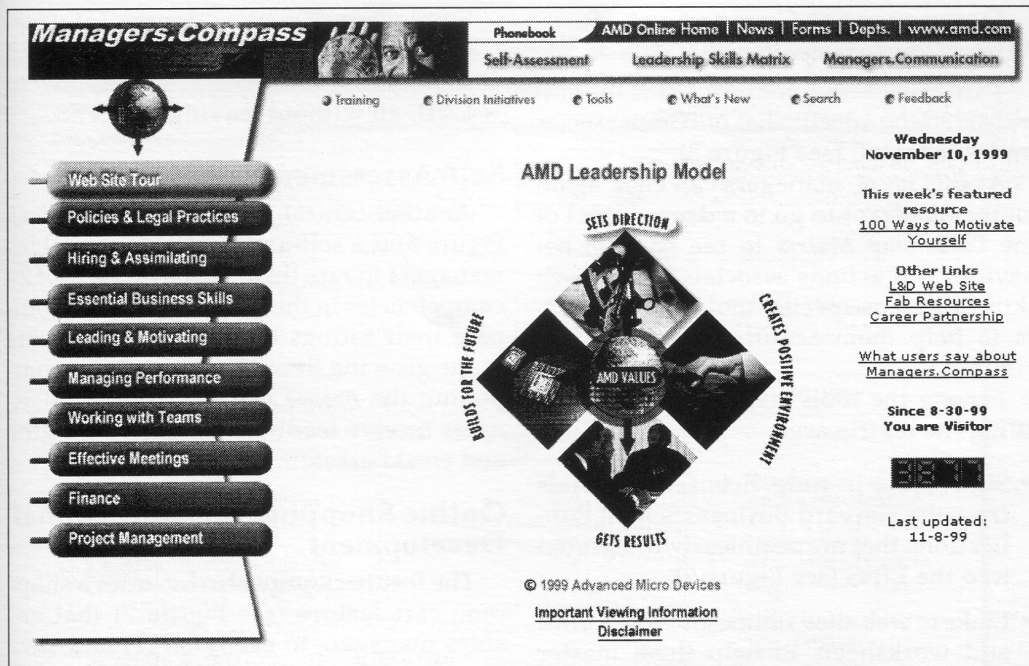 Managers.Compass
Phonebook
AMD Online Home | News | Forms | Depts. | www.amd.com
Self-Assessment Leadership Skills Matrix Managers.Communication
Training Division Initiatives Tools What's New Search Feedback
Web Site Tour
Policies & Legal Practices
Hiring & Assimilating
Essential Business Skills
Leading & Motivating
Managing Performance
Working with Teams
Effective Meetings
Finance
Project Management
AMD Leadership Model
SETS DIRECTION
BUILDS FOR THE FUTURE
CREATES POSITIVE ENVIRONMENT
AMD VALUES
GETS RESULTS
© 1999 Advanced Micro Devices
Important Viewing Information
Disclaimer
Wednesday
November 10, 1999
This week's featured
resource
100 Ways to Motivate
Yourself
Other Links
L&D Web Site
Fab Resources
Career Partnership
What users say about
Managers.Compass
Since 8-30-99
You are Visitor
3817
Last updated:
11-8-99